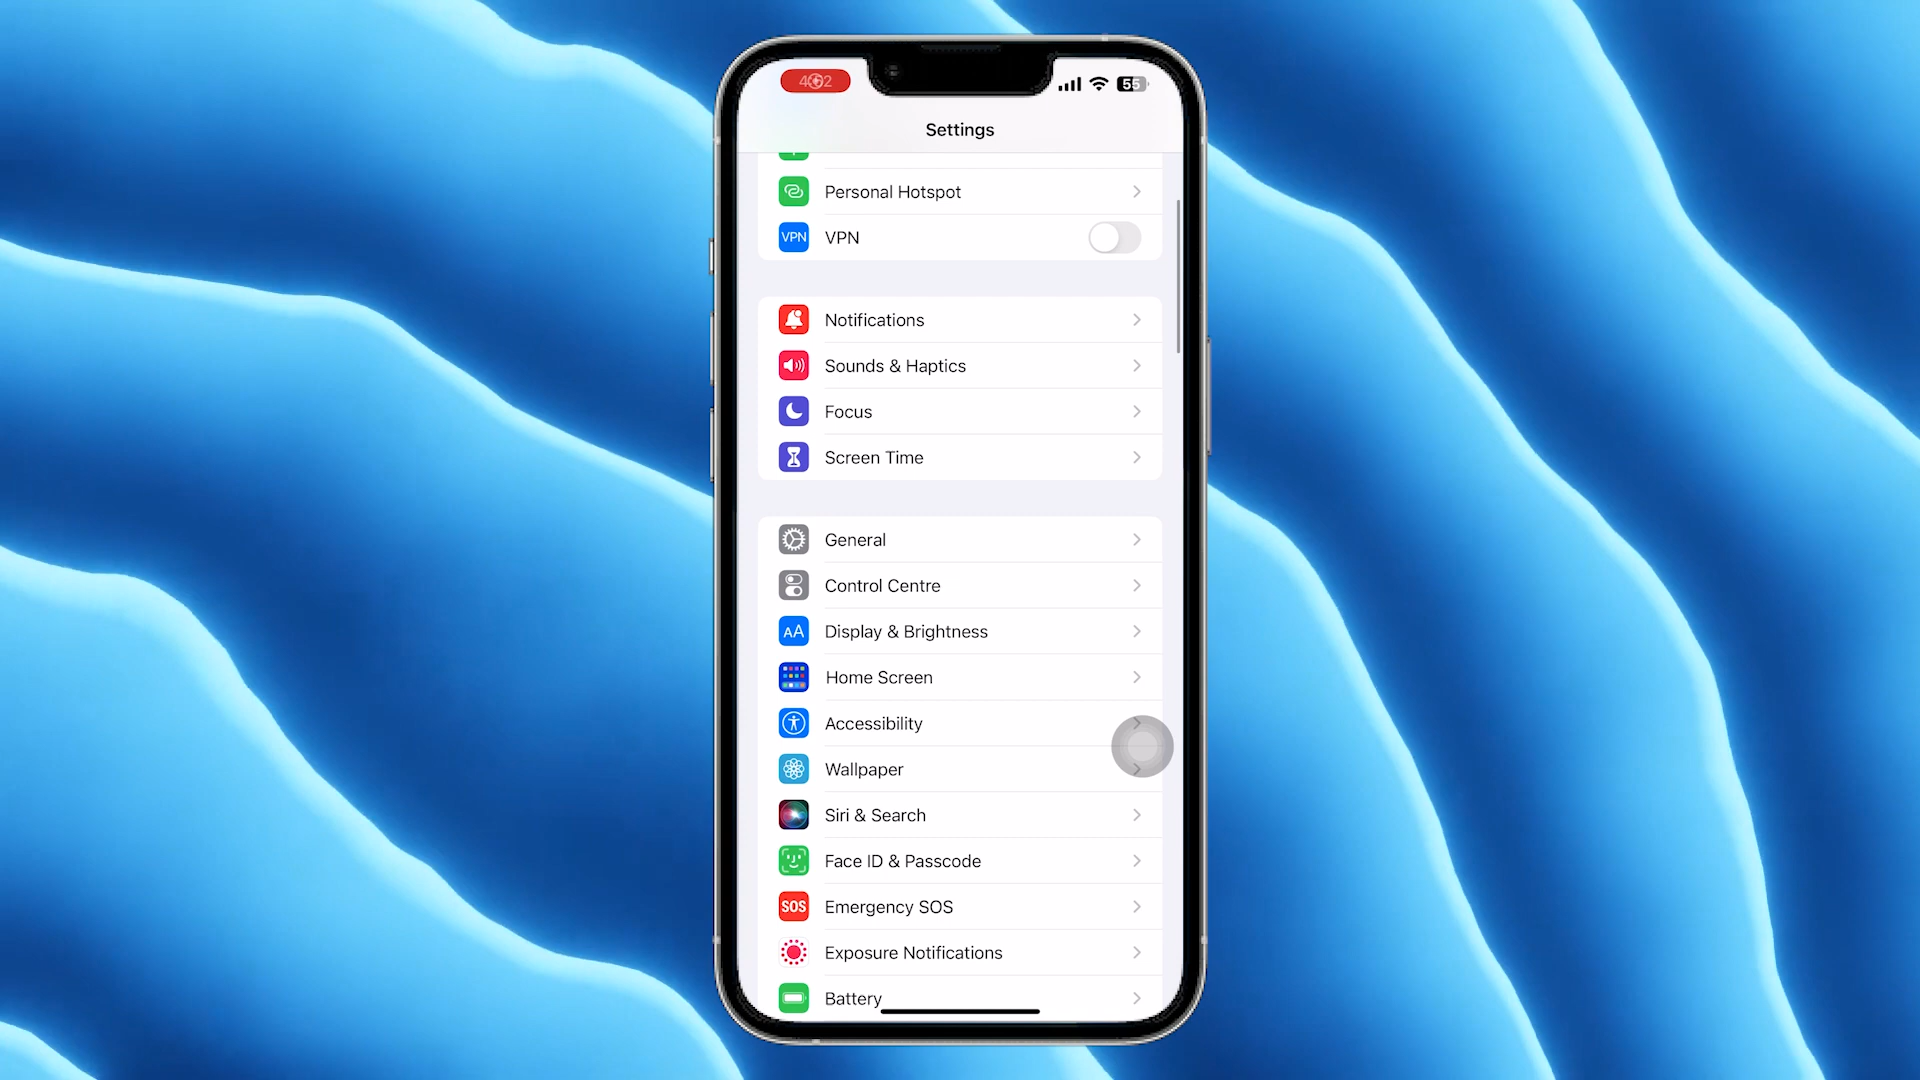 55
Settings
Personal Hotspot
VPN VPN
Notifications
Sounds & Haptics
Focus
Screen Time
General
Control Centre
AA Display & Brightness
Home Screen
Accessibility
Wallpaper
Siri & Search
Face ID & Passcode
SOS Emergency SOS
Exposure Notifications
Battery